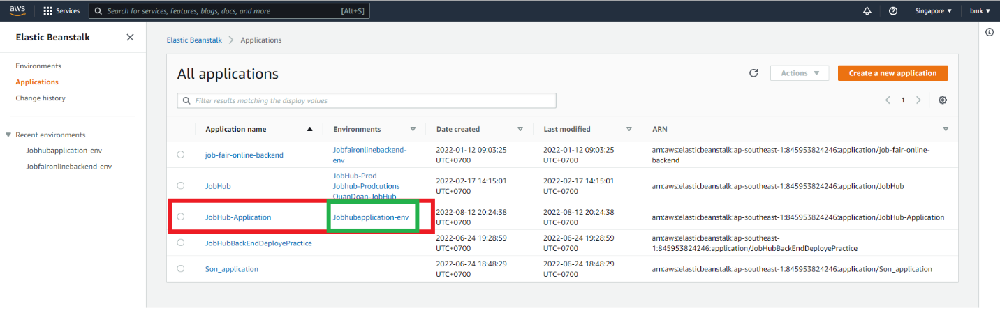 aws Services Search for services, features, blogs, docs, and more [Alt+S] Singapore ▼ bmk ▼
Elastic Beanstalk
Environments
Applications
Change history
Recent environments
Jobhubapplication-env
Jobfaironlinebackend-env
Elastic Beanstalk > Applications
All applications
Actions ▼ Create a new application
Filter results matching the display values
1
Application name Environments Date created Last modified ARN
job-fair-online-backend Jobfaironlinebackend- 2022-01-12 09:03:25 2022-01-12 09:03:25 arn:aws:elasticbeanstalk:ap-southeast-1:845953824246:application/job-fair-online-
env UTC+0700 UTC+0700 backend
JobHub-Prod
JobHub Jobhub-Prodcutions 2022-02-17 14:15:01 2022-02-17 14:15:01 arn:aws:elasticbeanstalk:ap-southeast-1:845953824246:application/JobHub
QuanDoan-JobHub UTC+0700 UTC+0700
JobHub-Application Jobhubapplication-env 2022-08-12 20:24:38 2022-08-12 20:24:38 arn:aws:elasticbeanstalk:ap-southeast-1:845953824246:application/JobHub-Application
UTC+0700 UTC+0700
JobHubBackEndDeployePractice 2022-06-24 19:28:59 2022-06-24 19:28:59 arn:aws:elasticbeanstalk:ap-southeast-
UTC+0700 UTC+0700 1:845953824246:application/JobHubBackEndDeployePractice
Son_application 2022-06-24 18:48:29 2022-06-24 18:48:29 arn:aws:elasticbeanstalk:ap-southeast-1:845953824246:application/Son_application
UTC+0700 UTC+0700